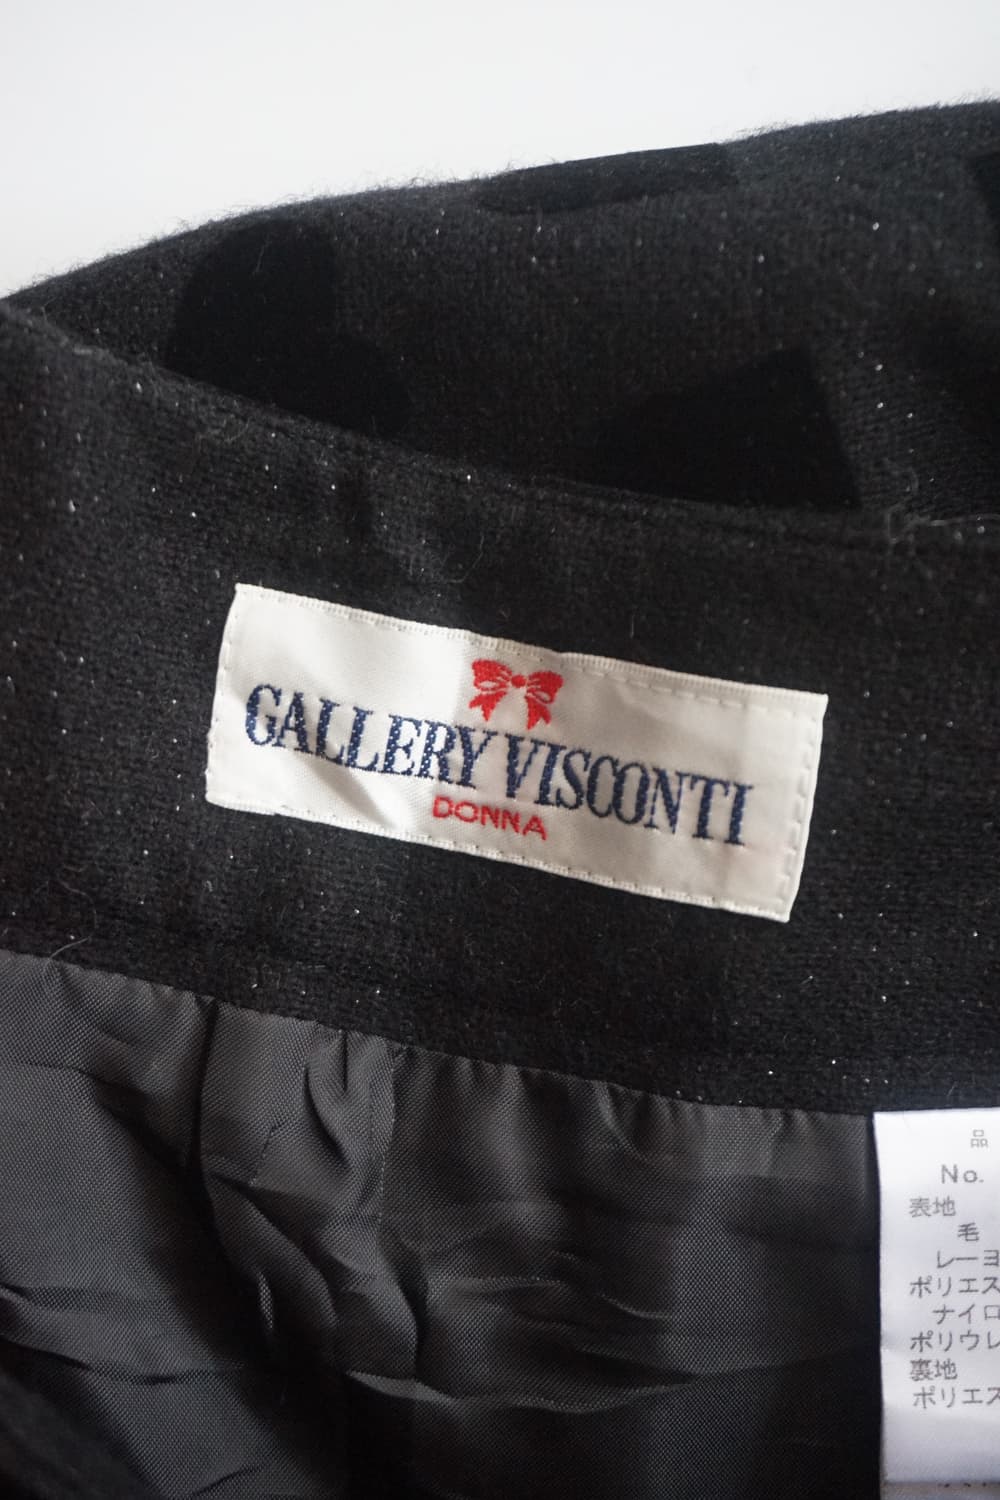 GALLERY VISCONTI
DONNA
品
No.
表地
毛
レーヨ
ポリエス
ナイロ
ポリウレ
裏地
ポリエス